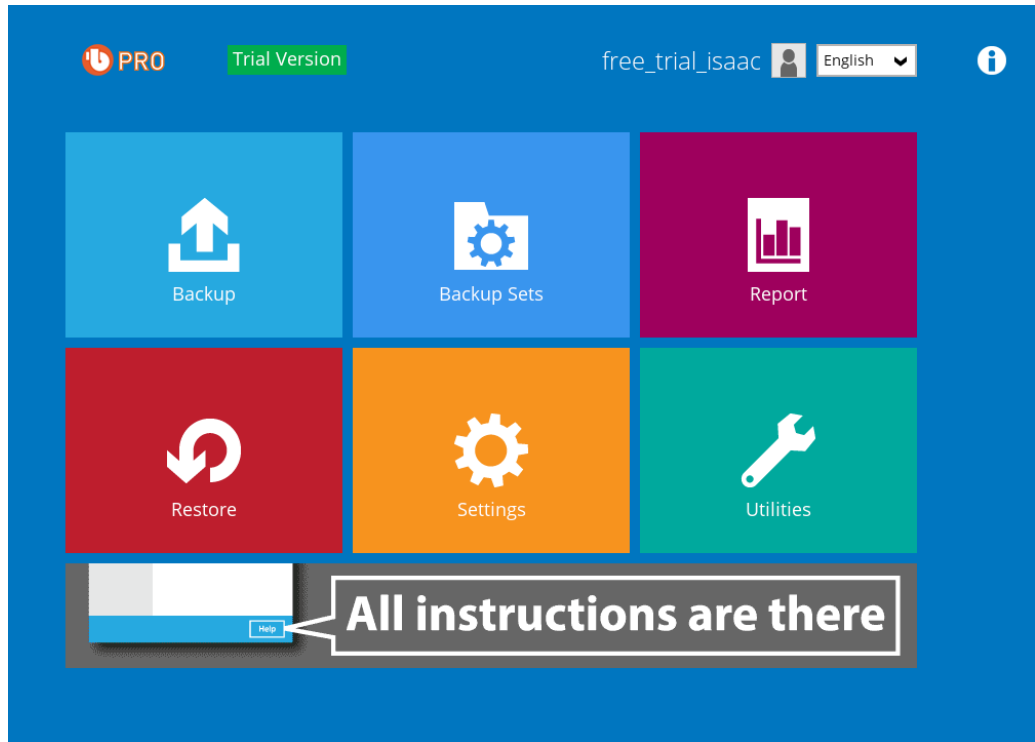 PRO
Trial Version
free_trial_isaac
English
Backup
Backup Sets
Report
Restore
Settings
Utilities
Help
All instructions are there